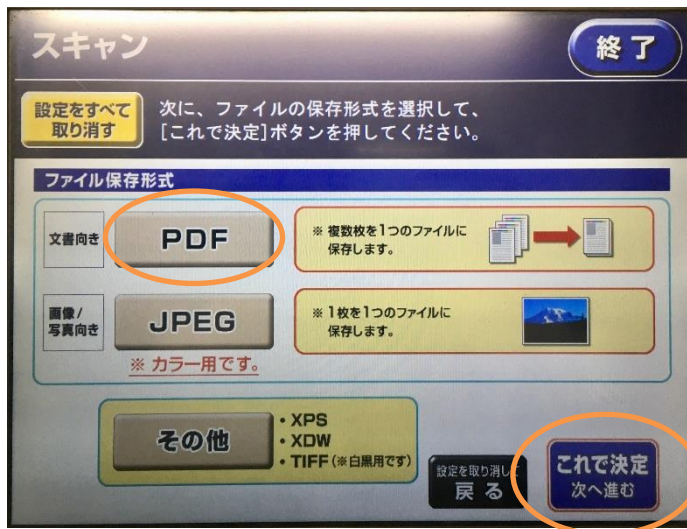 スキャン
終了
設定をすべて
取り消す
次に、ファイルの保存形式を選択して、
[これで決定]ボタンを押してください。
ファイル保存形式
文書向き
PDF
※ 複数枚を1つのファイルに
保存します。
画像/
写真向き
JPEG
※ 1枚を1つのファイルに
保存します。
※ カラー用です。
その他
・XPS
・XDW
・TIFF(※白黒用です)
設定を取り消して
戻る
これで決定
次へ進む